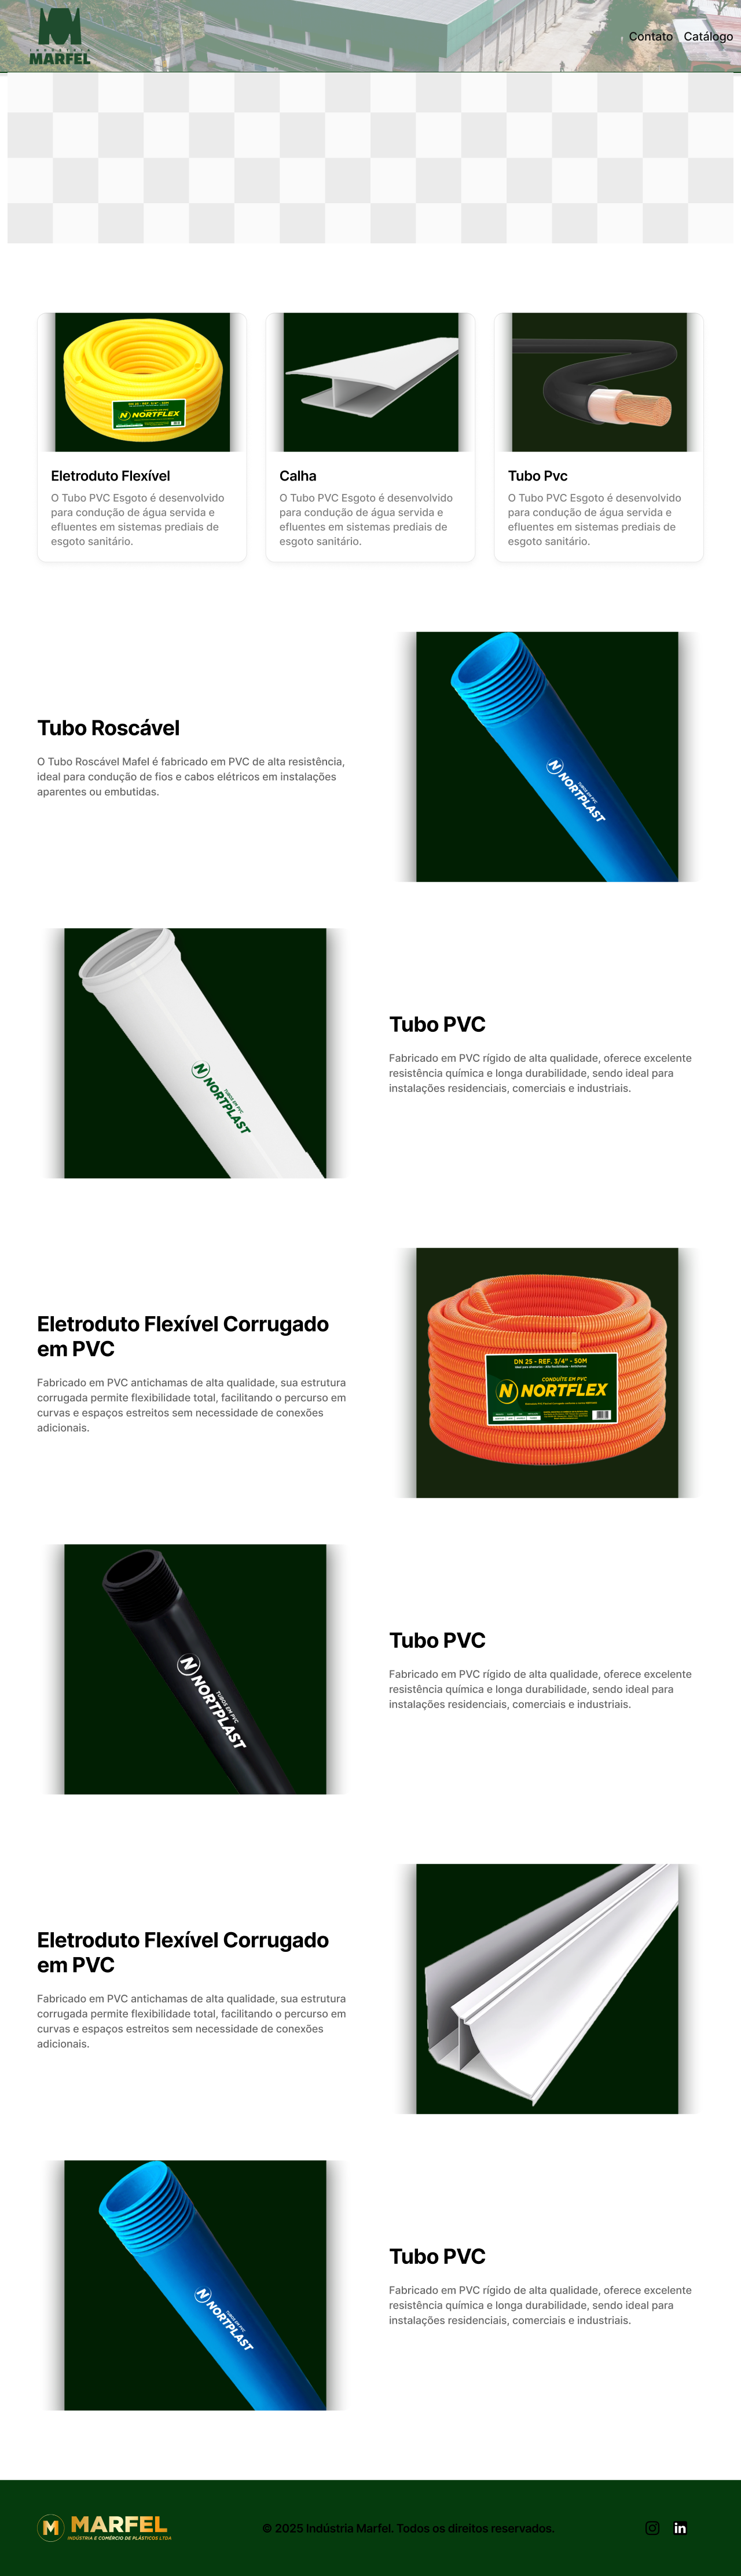 INDÚSTRIA
MARFEL
Contato Catálogo
NORTFLEX
Eletroduto Flexível
O Tubo PVC Esgoto é desenvolvido
para condução de água servida e
efluentes em sistemas prediais de
esgoto sanitário.
Calha
O Tubo PVC Esgoto é desenvolvido
para condução de água servida e
efluentes em sistemas prediais de
esgoto sanitário.
Tubo Pvc
O Tubo PVC Esgoto é desenvolvido
para condução de água servida e
efluentes em sistemas prediais de
esgoto sanitário.
Tubo Roscável
O Tubo Roscável Mafel é fabricado em PVC de alta resistência,
ideal para condução de fios e cabos elétricos em instalações
aparentes ou embutidas.
TUBOS EM PVC
NORTPLAST
TUBOS EM PVC
NORTPLAST
Tubo PVC
Fabricado em PVC rígido de alta qualidade, oferece excelente
resistência química e longa durabilidade, sendo ideal para
instalações residenciais, comerciais e industriais.
Eletroduto Flexível Corrugado
em PVC
Fabricado em PVC antichamas de alta qualidade, sua estrutura
corrugada permite flexibilidade total, facilitando o percurso em
curvas e espaços estreitos sem necessidade de conexões
adicionais.
DN 25 - REF. 3/4" - 50M
CONDUÍTE EM PVC
NORTFLEX
TUBOS EM PVC
NORTPLAST
Tubo PVC
Fabricado em PVC rígido de alta qualidade, oferece excelente
resistência química e longa durabilidade, sendo ideal para
instalações residenciais, comerciais e industriais.
Eletroduto Flexível Corrugado
em PVC
Fabricado em PVC antichamas de alta qualidade, sua estrutura
corrugada permite flexibilidade total, facilitando o percurso em
curvas e espaços estreitos sem necessidade de conexões
adicionais.
TUBOS EM PVC
NORTPLAST
Tubo PVC
Fabricado em PVC rígido de alta qualidade, oferece excelente
resistência química e longa durabilidade, sendo ideal para
instalações residenciais, comerciais e industriais.
M MARFEL
INDÚSTRIA E COMÉRCIO DE PLÁSTICOS LTDA
© 2025 Indústria Marfel. Todos os direitos reservados.
in